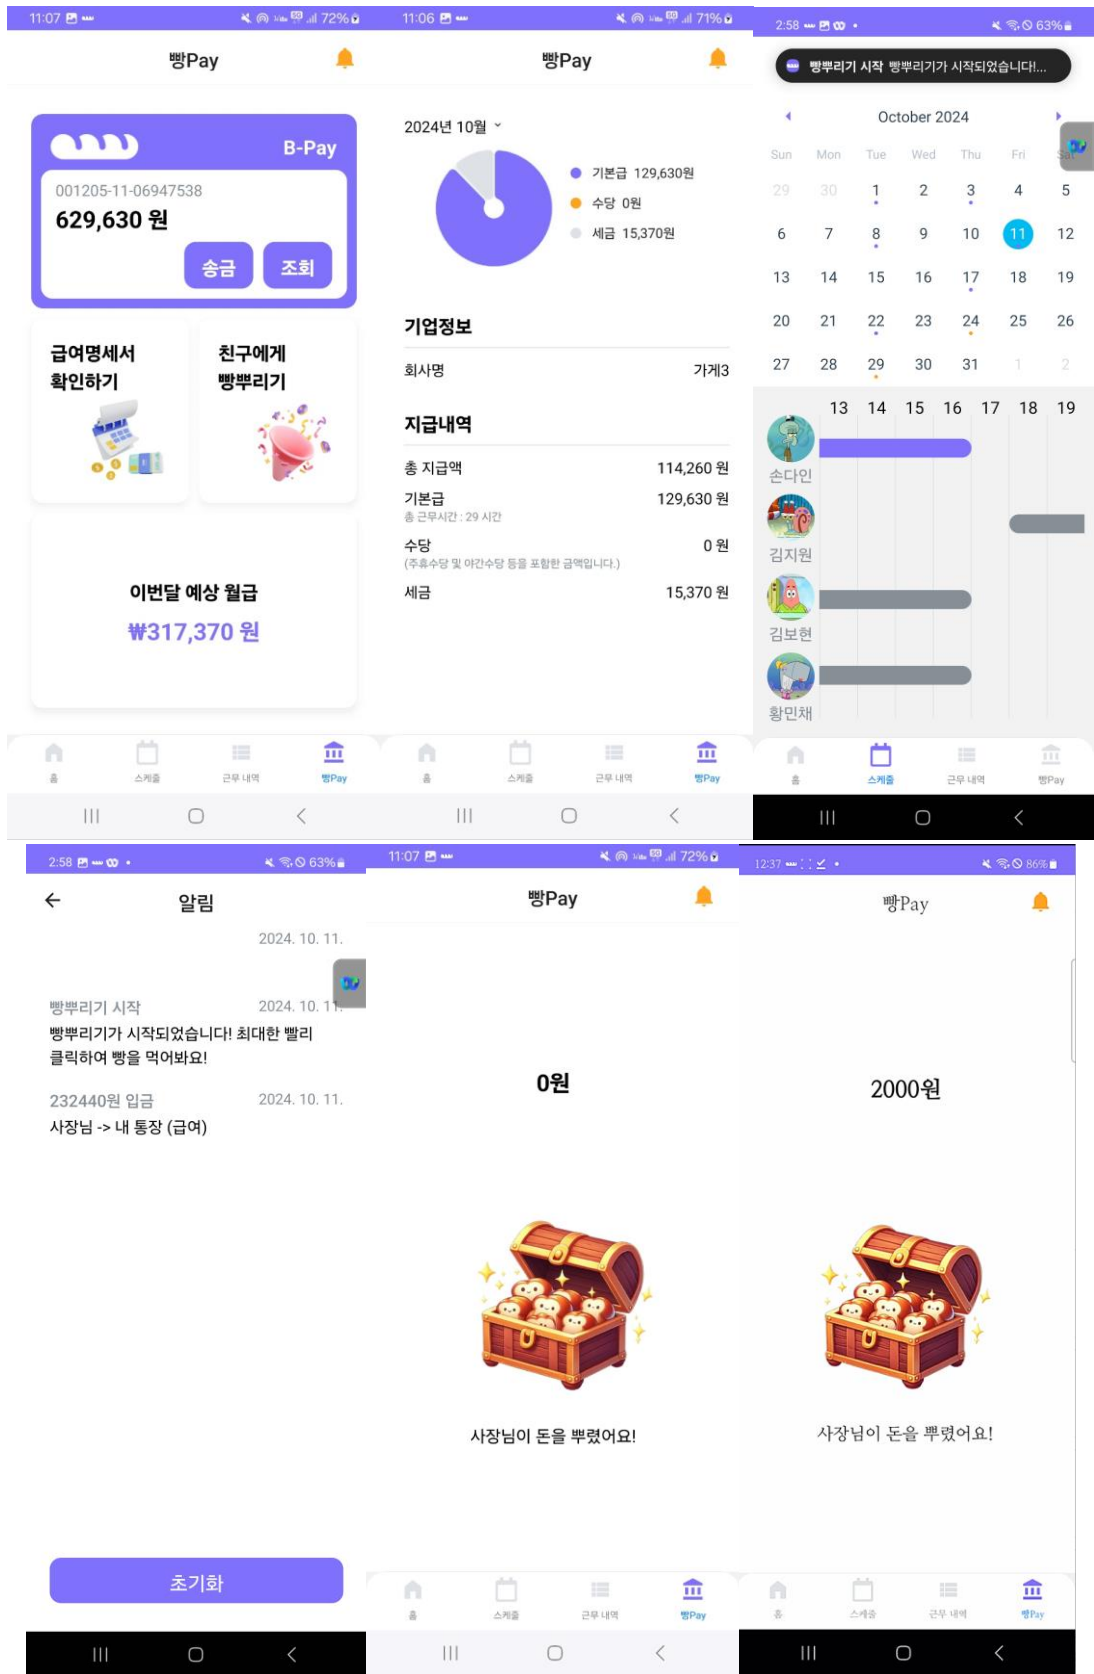 11:07
72%
빵Pay
B-Pay
001205-11-06947538
629,630 원
송금 조회
급여명세서
확인하기
친구에게
빵뿌리기
이번달 예상 월급
₩317,370 원
홈 스케줄 근무 내역 빵Pay
11:06
71%
빵Pay
2024년 10월
기본급 129,630원
수당 0원
세금 15,370원
기업정보
회사명 가게3
지급내역
총 지급액 114,260 원
기본급 129,630 원
총 근무시간 : 29 시간
수당 0 원
(주휴수당 및 야간수당 등을 포함한 금액입니다.)
세금 15,370 원
홈 스케줄 근무 내역 빵Pay
2:58
63%
빵뿌리기 시작 빵뿌리기가 시작되었습니다!...
October 2024
Sun Mon Tue Wed Thu Fri Sat
29 30 1 2 3 4 5
6 7 8 9 10 11 12
13 14 15 16 17 18 19
20 21 22 23 24 25 26
27 28 29 30 31 1 2
13 14 15 16 17 18 19
손다인
김지원
김보현
황민채
홈 스케줄 근무 내역 빵Pay
2:58
63%
알림
2024. 10. 11.
빵뿌리기 시작 2024. 10. 11.
빵뿌리기가 시작되었습니다! 최대한 빨리
클릭하여 빵을 먹어봐요!
232440원 입금 2024. 10. 11.
사장님 -> 내 통장 (급여)
초기화
11:07
72%
빵Pay
0원
사장님이 돈을 뿌렸어요!
홈 스케줄 근무 내역 빵Pay
12:37
86%
빵Pay
2000원
사장님이 돈을 뿌렸어요!
홈 스케줄 근무 내역 빵Pay